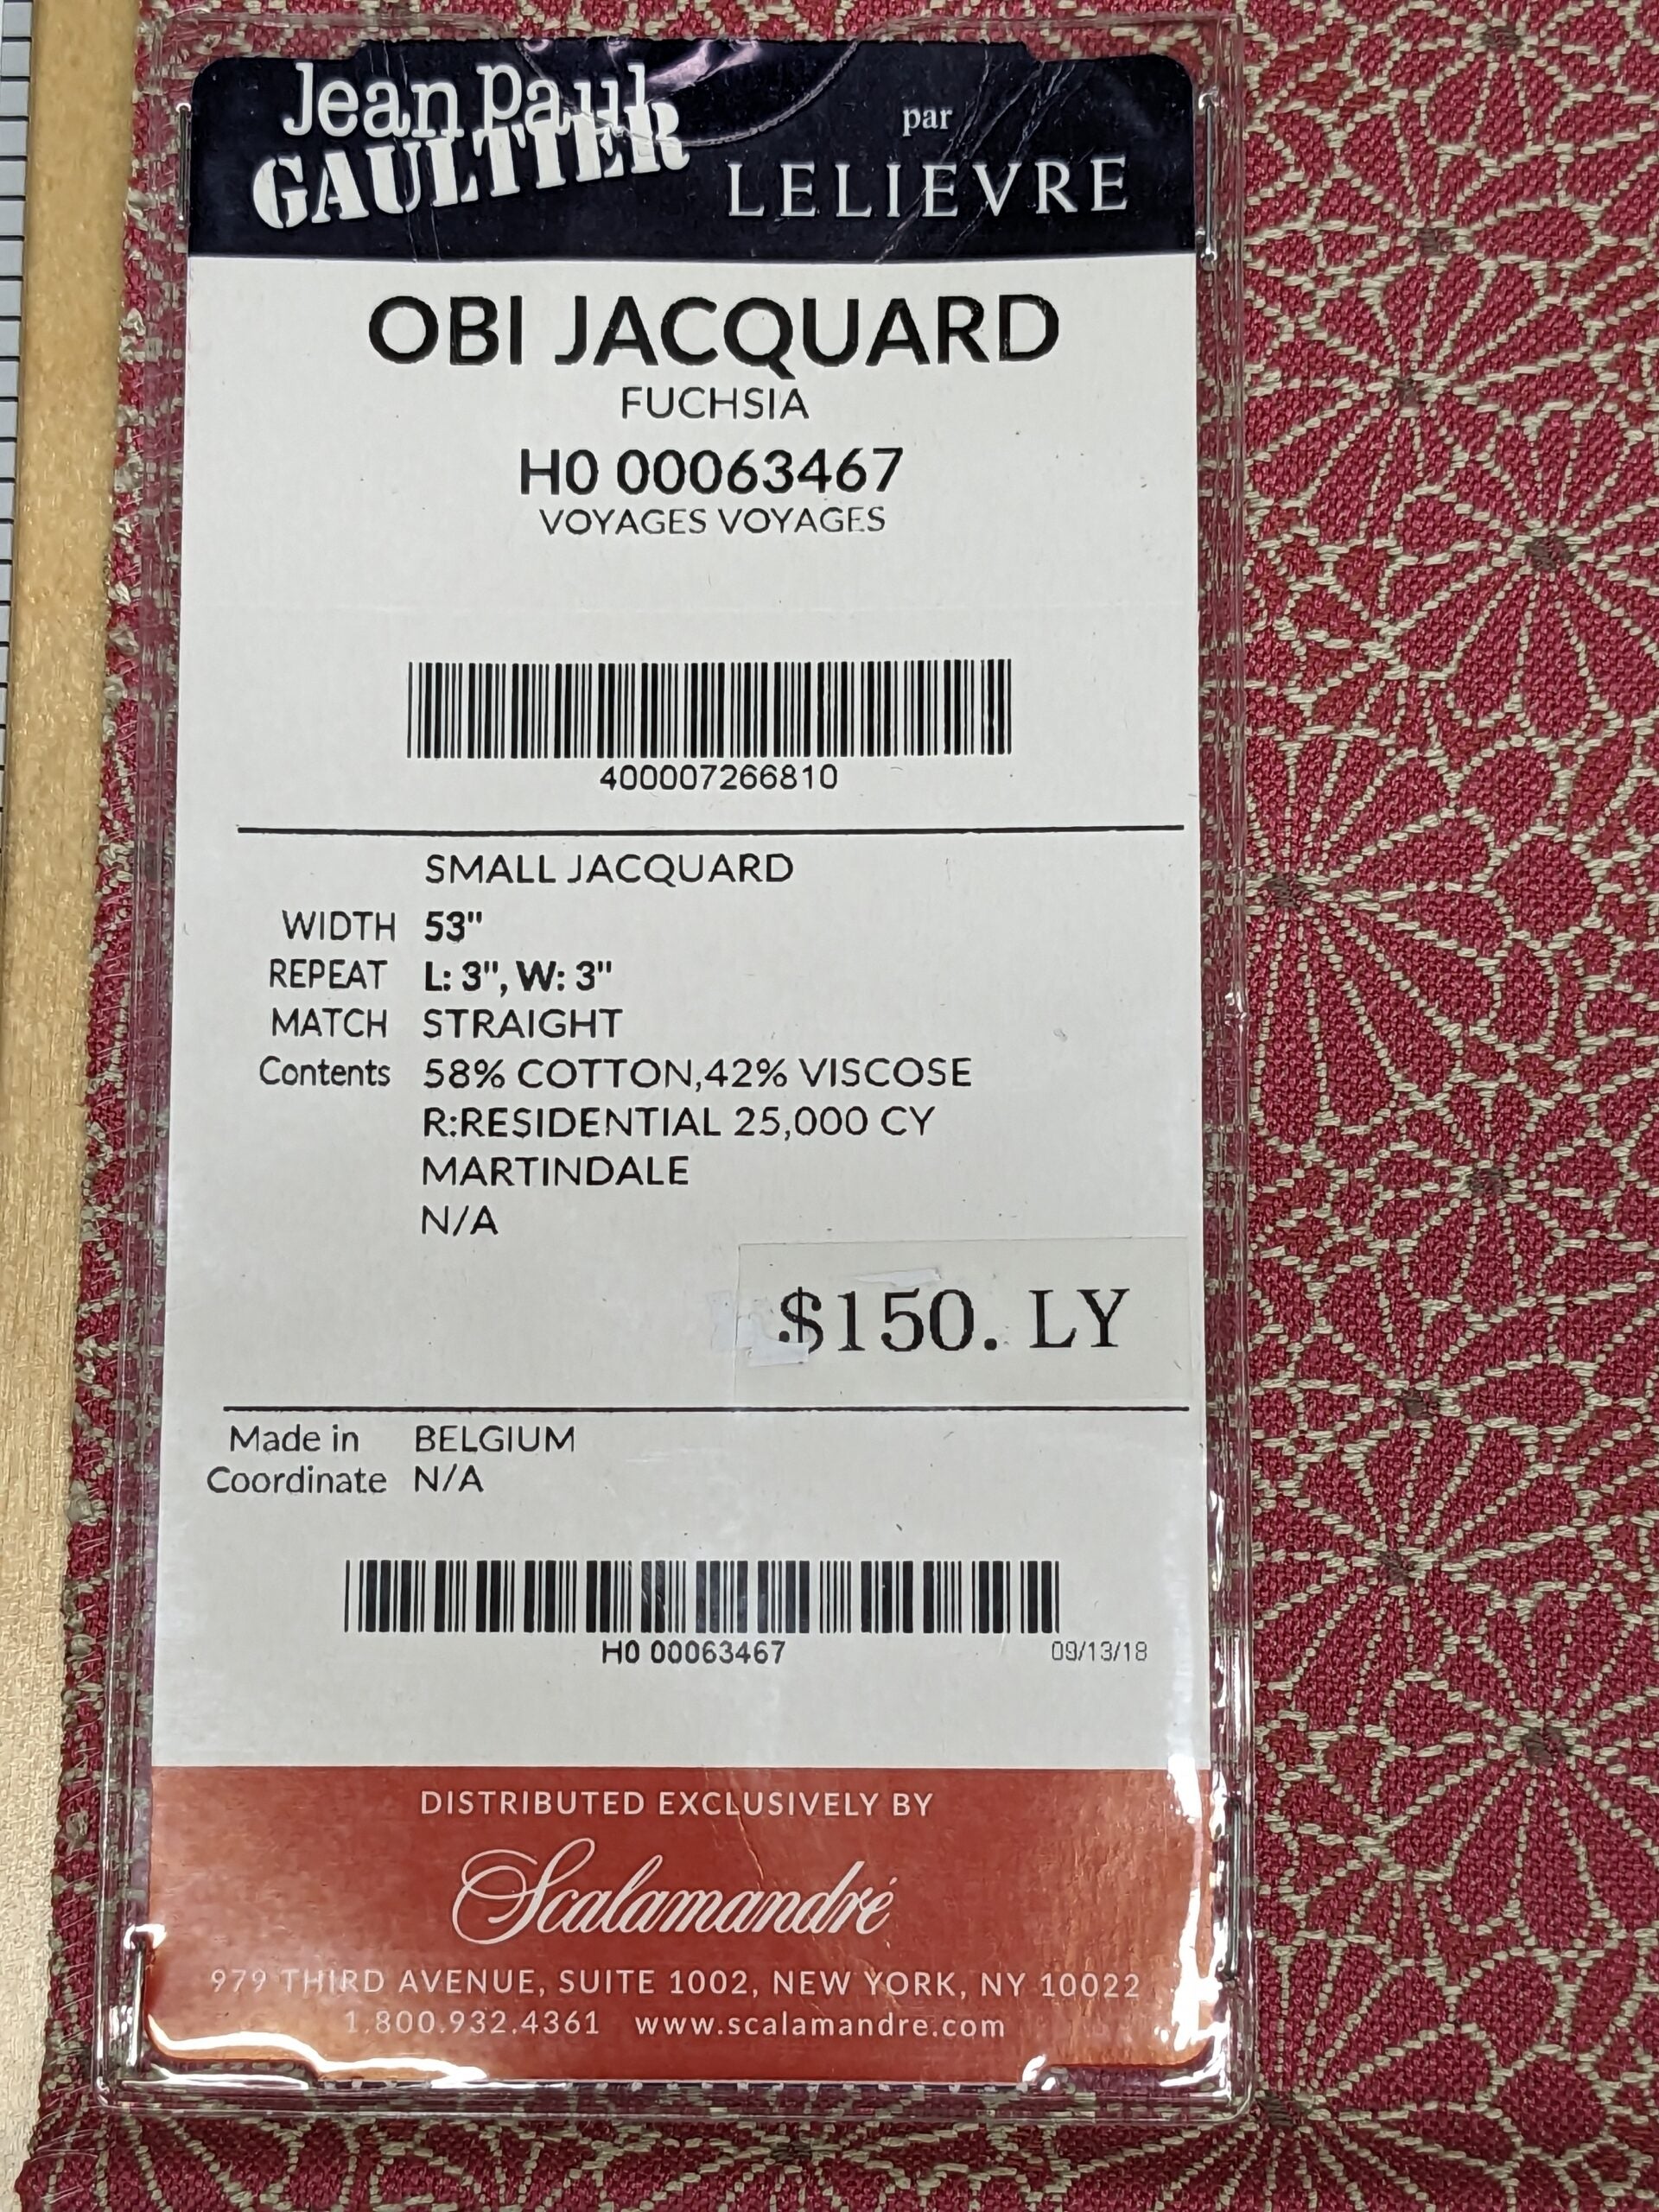 Jean Paul
GAULTIER
par
LELIEVRE
OBI JACQUARD
FUCHSIA
H0 00063467
VOYAGES VOYAGES
400007266810
SMALL JACQUARD
WIDTH 53"
REPEAT L: 3", W: 3"
MATCH STRAIGHT
Contents 58% COTTON,42% VISCOSE
R:RESIDENTIAL 25,000 CY
MARTINDALE
N/A
$150. LY
Made in BELGIUM
Coordinate N/A
H0 00063467
09/13/18
DISTRIBUTED EXCLUSIVELY BY
Scalamandré
979 THIRD AVENUE, SUITE 1002, NEW YORK, NY 10022
1.800.932.4361 www.scalamandre.com